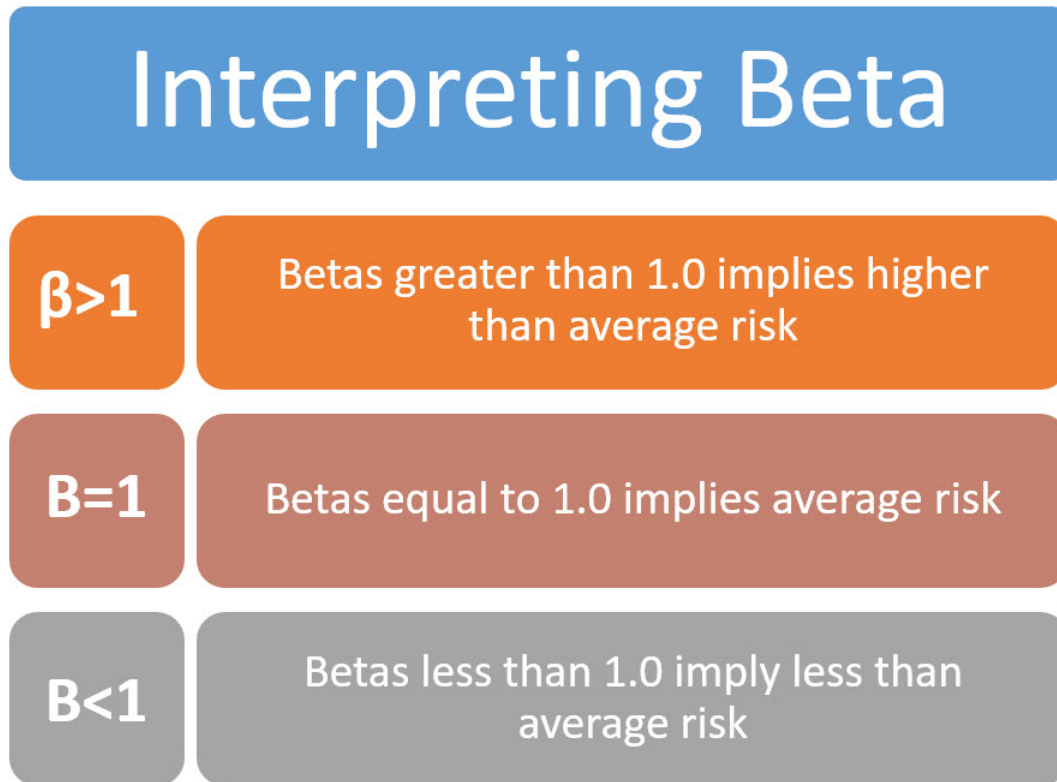 Interpreting Beta
β>1
Betas greater than 1.0 implies higher
than average risk
B=1
Betas equal to 1.0 implies average risk
B<1
Betas less than 1.0 imply less than
average risk